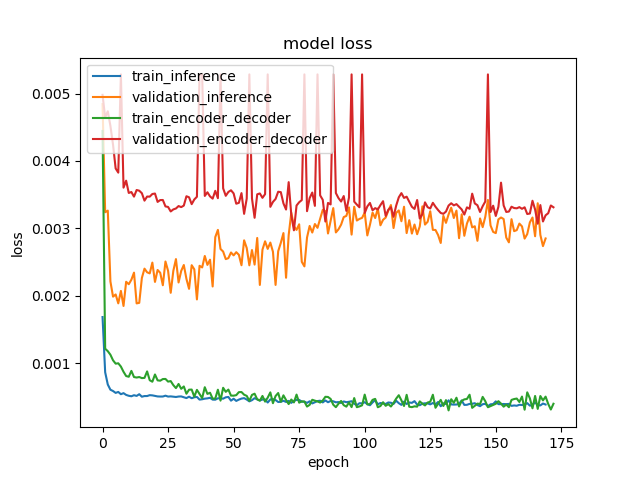 model loss
train_inference
validation_inference
train_encoder_decoder
validation_encoder_decoder
loss
0.005
0.004
0.003
0.002
0.001
0 25 50 75 100 125 150 175
epoch